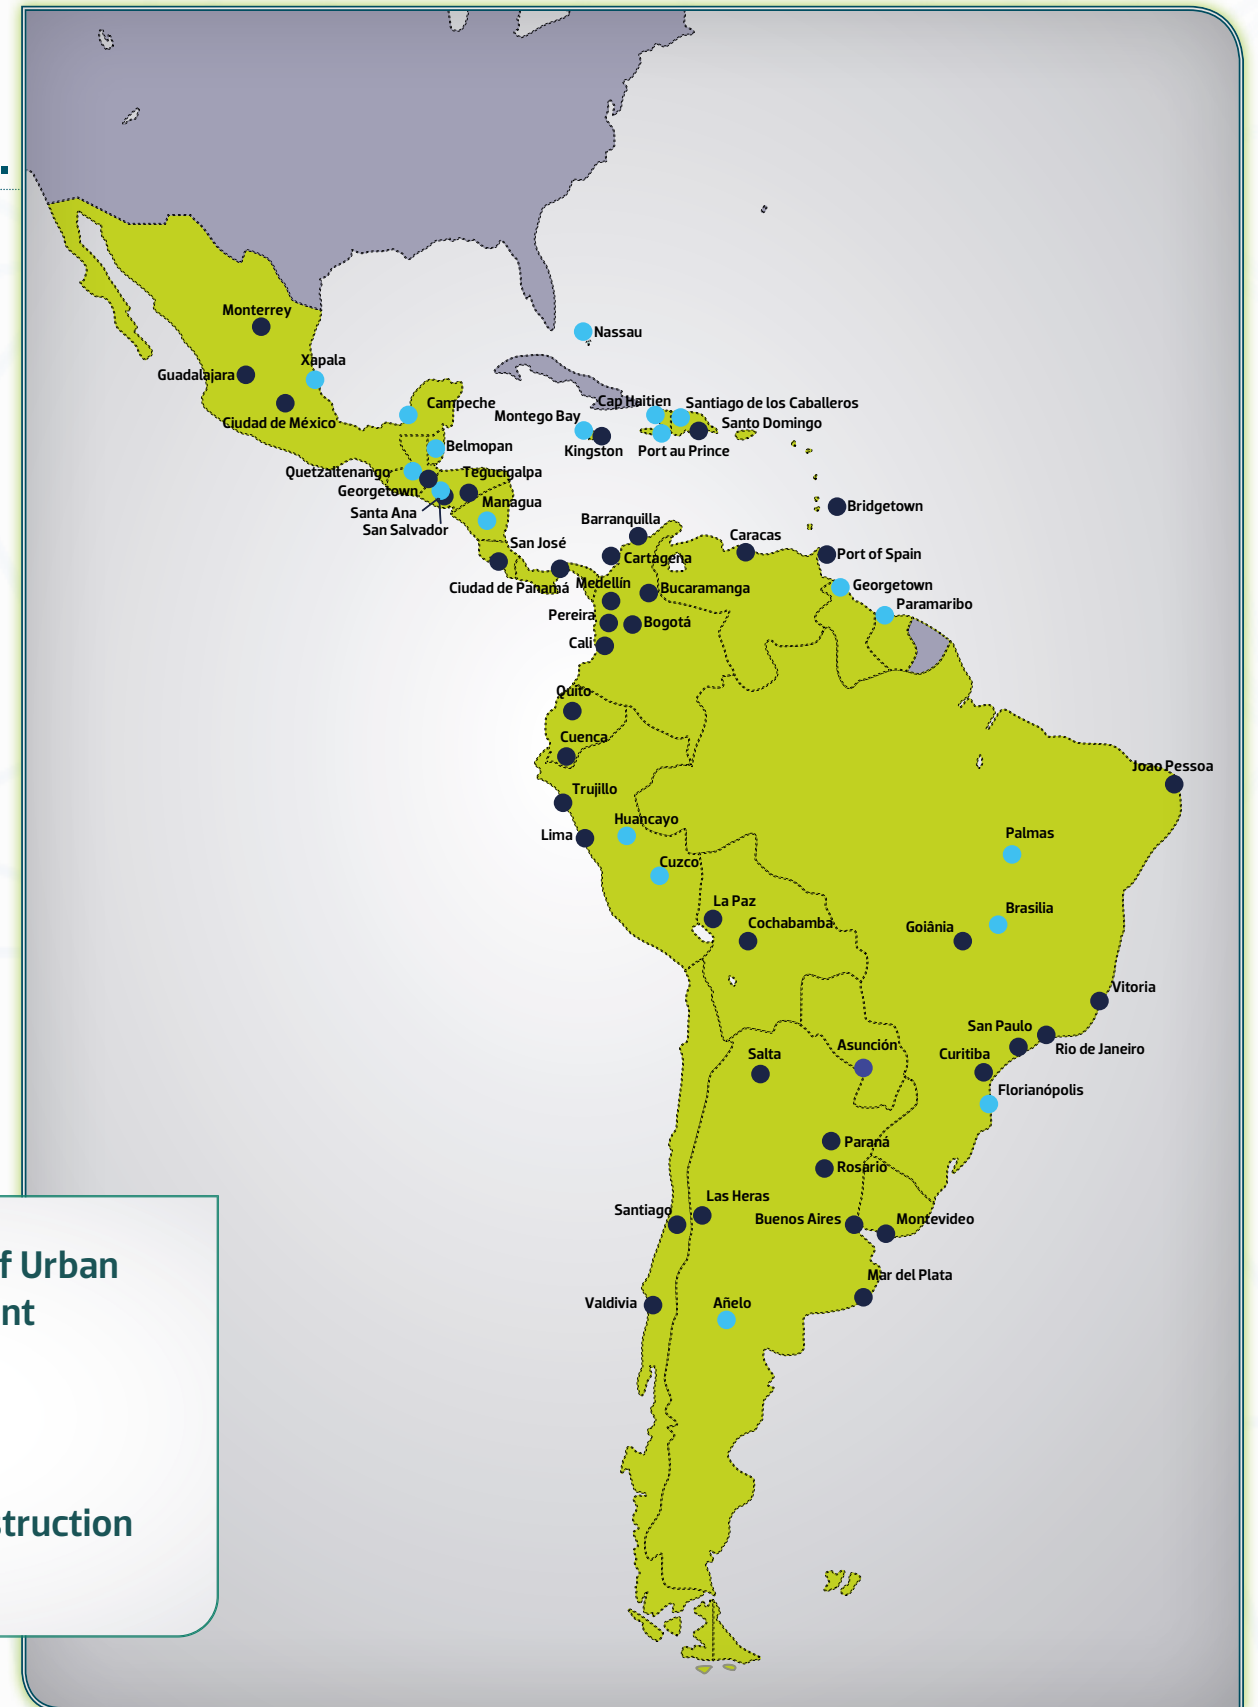 Monterrey
Nassau
Xapala
Guadalajara
Campeche
Cap Haitien
Santiago de los Caballeros
Montego Bay
Ciudad de México
Santo Domingo
Belmopan
Kingston
Port au Prince
Quetzaltenango
Tegucigalpa
Georgetown
Managua
Bridgetown
Santa Ana
San Salvador
Barranquilla
Caracas
San José
Cartagena
Port of Spain
Ciudad de Panamá
Medellín
Bucaramanga
Georgetown
Paramaribo
Pereira
Bogotá
Cali
Quito
Cuenca
Joao Pessoa
Trujillo
Huancayo
Lima
Palmas
Cuzco
La Paz
Brasilia
Cochabamba
Goiânia
Vitoria
San Paulo
Asunción
Rio de Janeiro
Salta
Curitiba
Florianópolis
Paraná
Rosario
Las Heras
Santiago
Buenos Aires
Montevideo
f Urban
Mar del Plata
Valdivia
Añelo
nt
struction